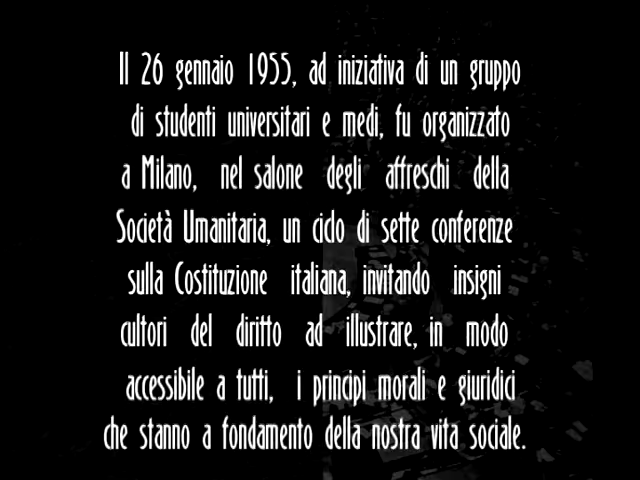 Il 26 gennaio 1955, ad iniziativa di un gruppo
di studenti universitari e medi, fu organizzato
a Milano, nel salone degli affreschi della
Società Umanitaria, un ciclo di sette conferenze
sulla Costituzione italiana, invitando insigni
cultori del diritto ad illustrare, in modo
accessibile a tutti, i principi morali e giuridici
che stanno a fondamento della nostra vita sociale.